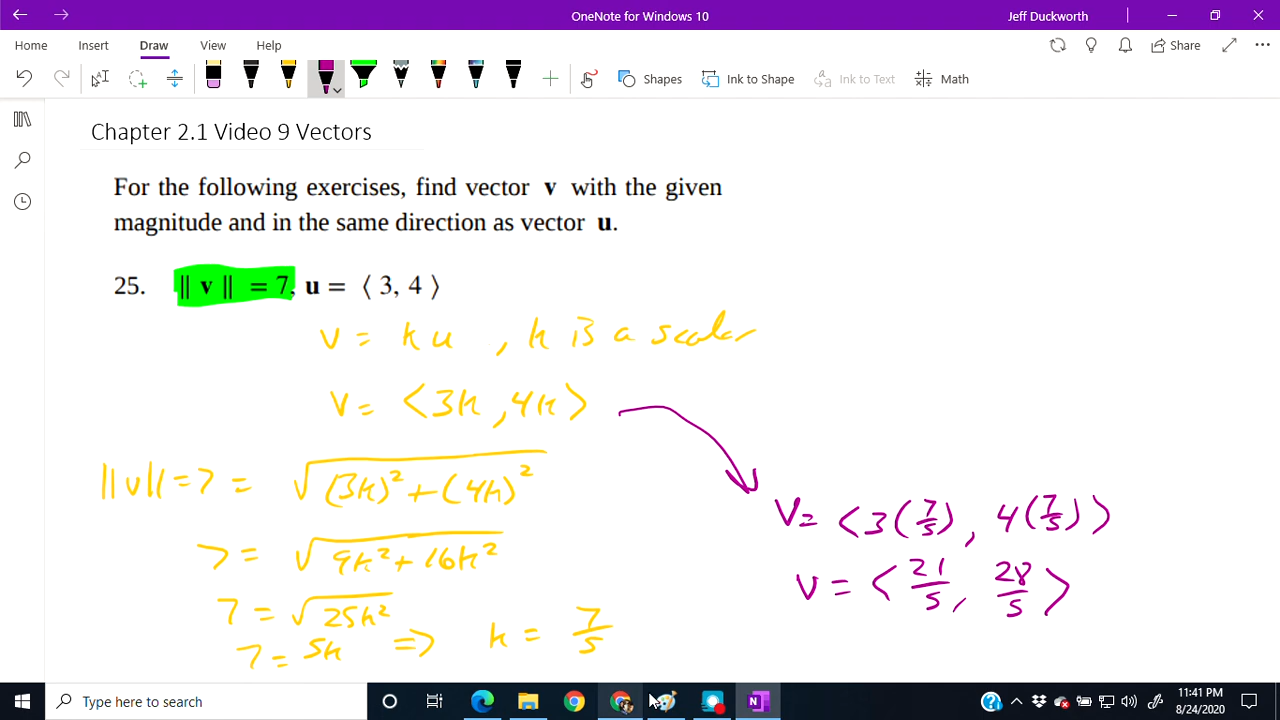 OneNote for Windows 10
Jeff Duckworth
Home Insert Draw View Help
Share
Shapes Ink to Shape Ink to Text Math
Chapter 2.1 Video 9 Vectors
For the following exercises, find vector v with the given
magnitude and in the same direction as vector u.
25. ‖ v ‖ = 7, u = ⟨ 3, 4 ⟩
v = k u , k is a scalar
v = ⟨3k, 4k⟩
‖v‖ = 7 = √((3k)² + (4k)²)
7 = √(9k² + 16k²)
7 = √(25k²)
7 = 5k ⇒ k = 7/5
v = ⟨3(7/5), 4(7/5)⟩
v = ⟨21/5, 28/5⟩
Type here to search
11:41 PM
8/24/2020